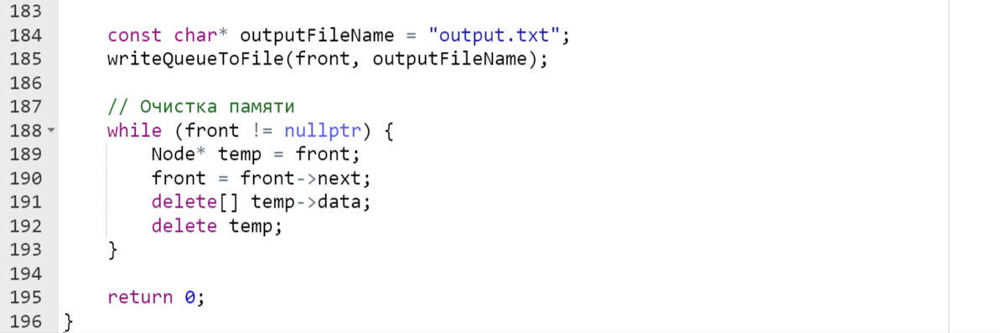 183
184 const char* outputFileName = "output.txt";
185 writeQueueToFile(front, outputFileName);
186
187 // Очистка памяти
188 while (front != nullptr) {
189 Node* temp = front;
190 front = front->next;
191 delete[] temp->data;
192 delete temp;
193 }
194
195 return 0;
196 }